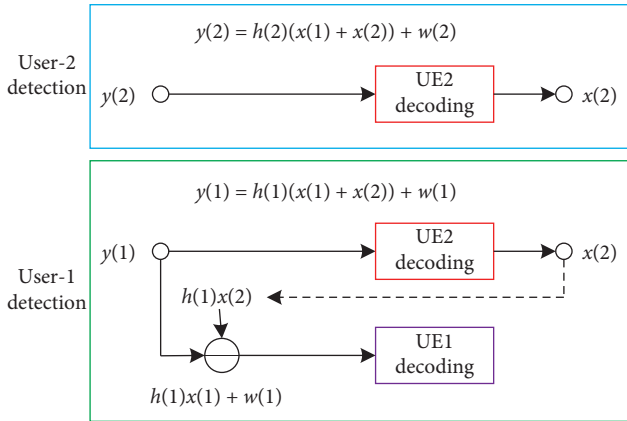 y(2) = h(2)(x(1) + x(2)) + w(2)
User-2
detection
y(2)
UE2
decoding
x(2)
y(1) = h(1)(x(1) + x(2)) + w(1)
User-1
detection
y(1)
UE2
decoding
x(2)
h(1)x(2)
UE1
decoding
h(1)x(1) + w(1)